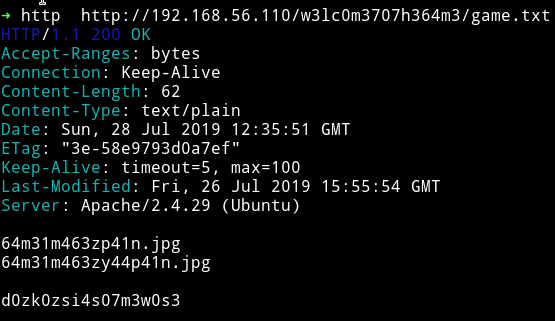 → http  http://192.168.56.110/w3lc0m3707h364m3/game.txt
HTTP/1.1 200 OK
Accept-Ranges: bytes
Connection: Keep-Alive
Content-Length: 62
Content-Type: text/plain
Date: Sun, 28 Jul 2019 12:35:51 GMT
ETag: "3e-58e9793d0a7ef"
Keep-Alive: timeout=5, max=100
Last-Modified: Fri, 26 Jul 2019 15:55:54 GMT
Server: Apache/2.4.29 (Ubuntu)

64m31m463zp41n.jpg
64m31m463zy44p41n.jpg

d0zk0zsi4s07m3w0s3